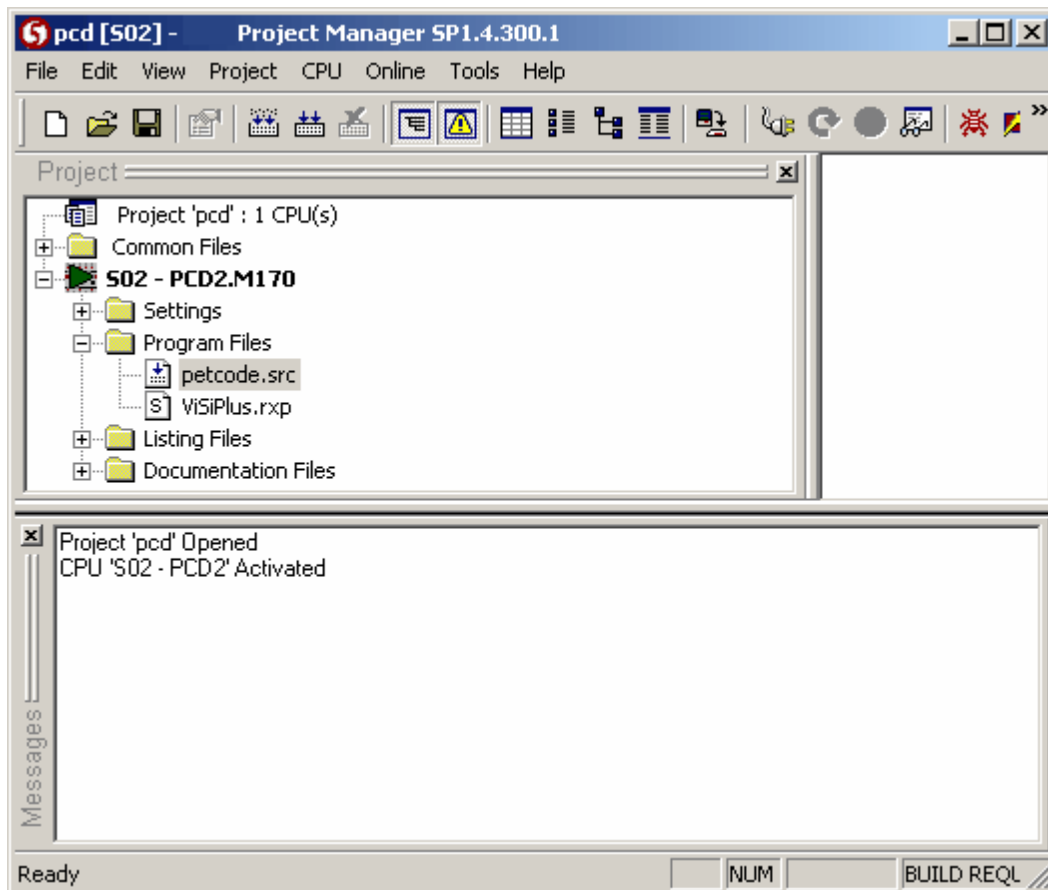 pcd [S02] - Project Manager SP1.4.300.1
File Edit View Project CPU Online Tools Help
Project
Project 'pcd' : 1 CPU(s)
Common Files
S02 - PCD2.M170
Settings
Program Files
petcode.src
ViSiPlus.rxp
Listing Files
Documentation Files
Project 'pcd' Opened
CPU 'S02 - PCD2' Activated
Messages
Ready NUM BUILD REQU